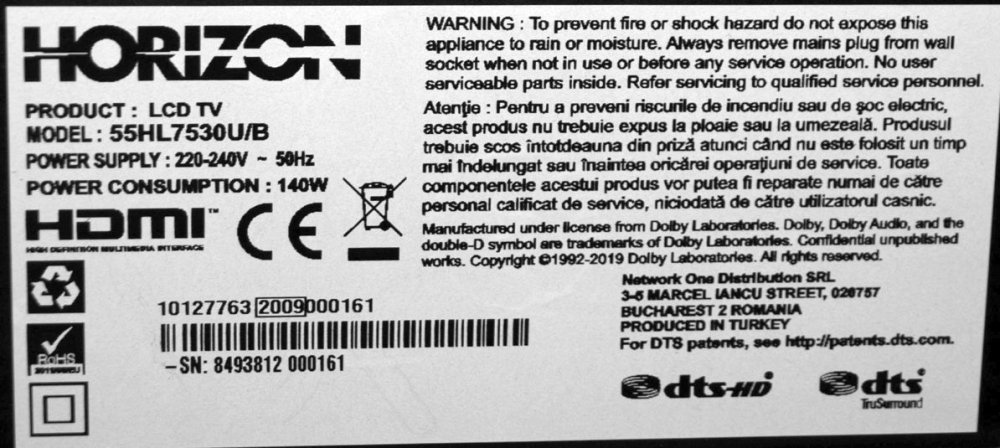 HORIZON
PRODUCT : LCD TV
MODEL : 55HL7530U/B
POWER SUPPLY : 220-240V ~ 50Hz
POWER CONSUMPTION : 140W
HDMI™
HIGH DEFINITION MULTIMEDIA INTERFACE
CE
RoHS
10127763 2009000161
-SN: 8493812 000161
WARNING : To prevent fire or shock hazard do not expose this
appliance to rain or moisture. Always remove mains plug from wall
socket when not in use or before any service operation. No user
serviceable parts inside. Refer servicing to qualified service personnel.
Atenţie : Pentru a preveni riscurile de incendiu sau de şoc electric,
acest produs nu trebuie expus la ploaie sau la umezeală. Produsul
trebuie scos întotdeauna din priză atunci când nu este folosit un timp
mai îndelungat sau înaintea oricărei operaţiuni de service. Toate
componentele acestui produs vor putea fi reparate numai de către
personal calificat de service, niciodată de către utilizatorul casnic.
Manufactured under license from Dolby Laboratories. Dolby, Dolby Audio, and the
double-D symbol are trademarks of Dolby Laboratories. Confidential unpublished
works. Copyright ©1992-2019 Dolby Laboratories. All rights reserved.
Network One Distribution SRL
3-5 MARCEL IANCU STREET, 020757
BUCHAREST 2 ROMANIA
PRODUCED IN TURKEY
For DTS patents, see http://patents.dts.com.
dts-HD
dts
TruSurround